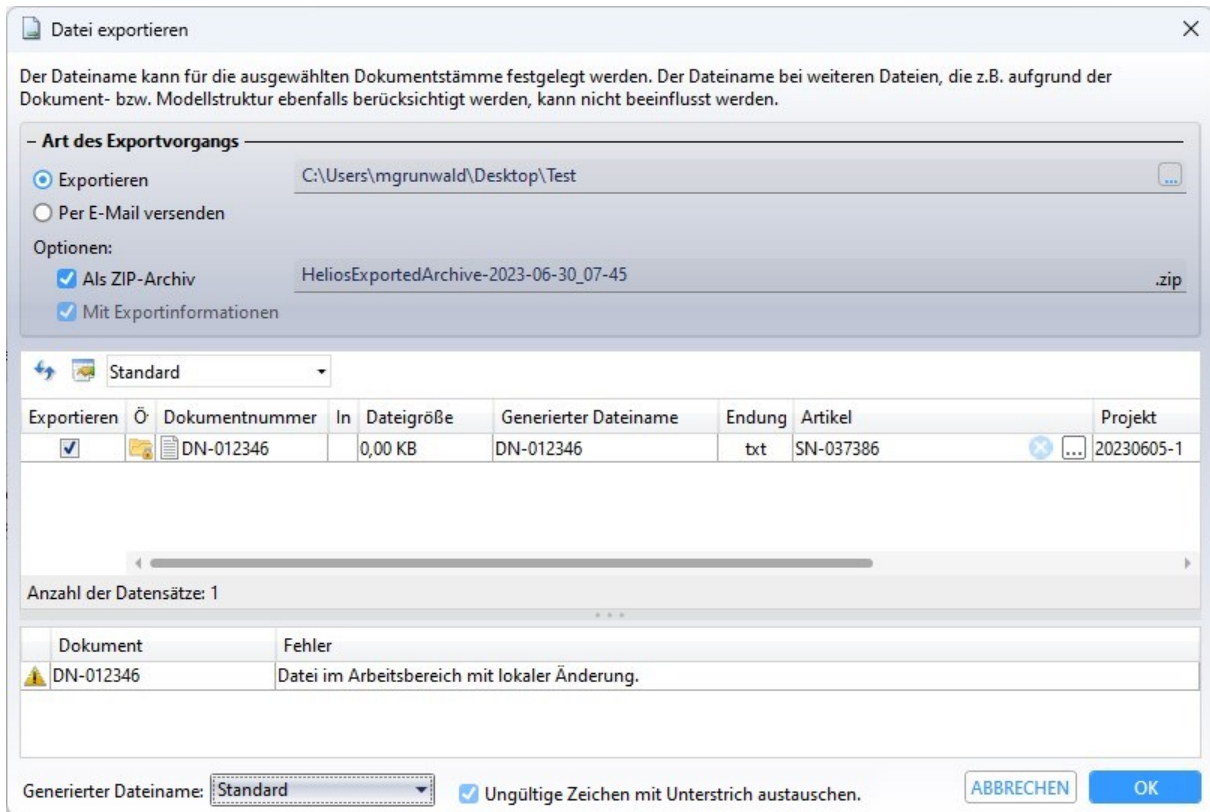 Datei exportieren
Der Dateiname kann für die ausgewählten Dokumentstämme festgelegt werden. Der Dateiname bei weiteren Dateien, die z.B. aufgrund der
Dokument- bzw. Modellstruktur ebenfalls berücksichtigt werden, kann nicht beeinflusst werden.
– Art des Exportvorgangs
Exportieren C:\Users\mgrunwald\Desktop\Test ...
Per E-Mail versenden
Optionen:
Als ZIP-Archiv HeliosExportedArchive-2023-06-30_07-45 .zip
Mit Exportinformationen
Standard
Exportieren Ö Dokumentnummer In Dateigröße Generierter Dateiname Endung Artikel Projekt
DN-012346 0,00 KB DN-012346 txt SN-037386 ... 20230605-1
Anzahl der Datensätze: 1
Dokument Fehler
DN-012346 Datei im Arbeitsbereich mit lokaler Änderung.
Generierter Dateiname: Standard Ungültige Zeichen mit Unterstrich austauschen. ABBRECHEN OK